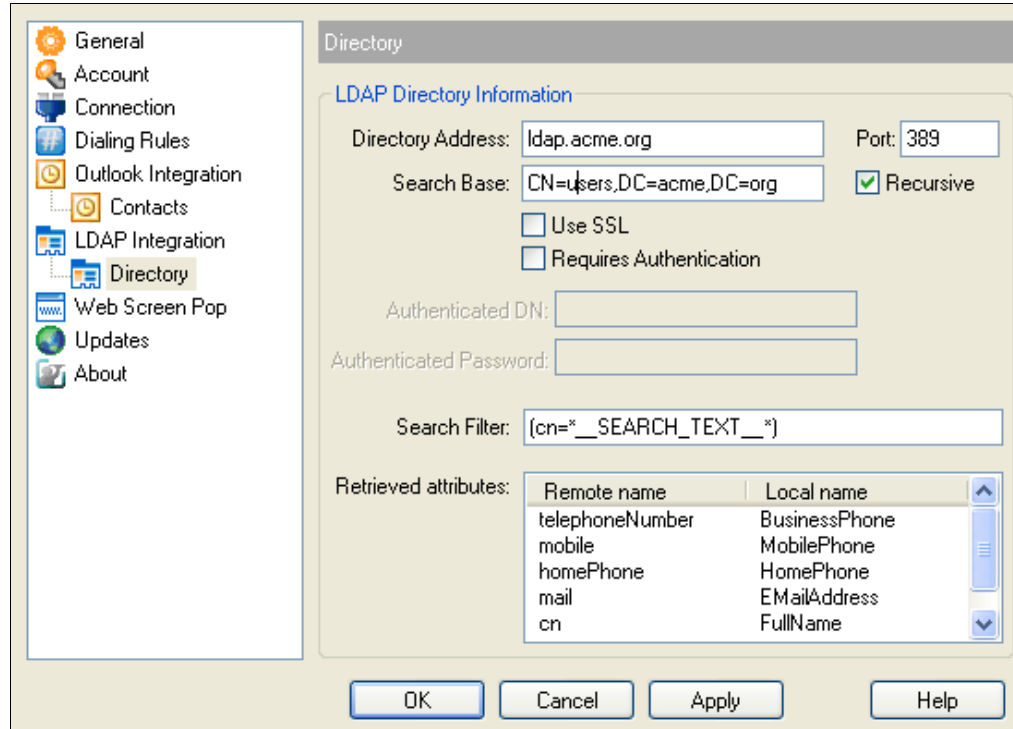 General
Account
Connection
Dialing Rules
Outlook Integration
Contacts
LDAP Integration
Directory
Web Screen Pop
Updates
About
Directory
LDAP Directory Information
Directory Address: ldap.acme.org Port: 389
Search Base: CN=users,DC=acme,DC=org Recursive
Use SSL
Requires Authentication
Authenticated DN:
Authenticated Password:
Search Filter: (cn=*__SEARCH_TEXT__*)
Retrieved attributes: Remote name Local name
telephoneNumber BusinessPhone
mobile MobilePhone
homePhone HomePhone
mail EMailAddress
cn FullName
OK Cancel Apply Help